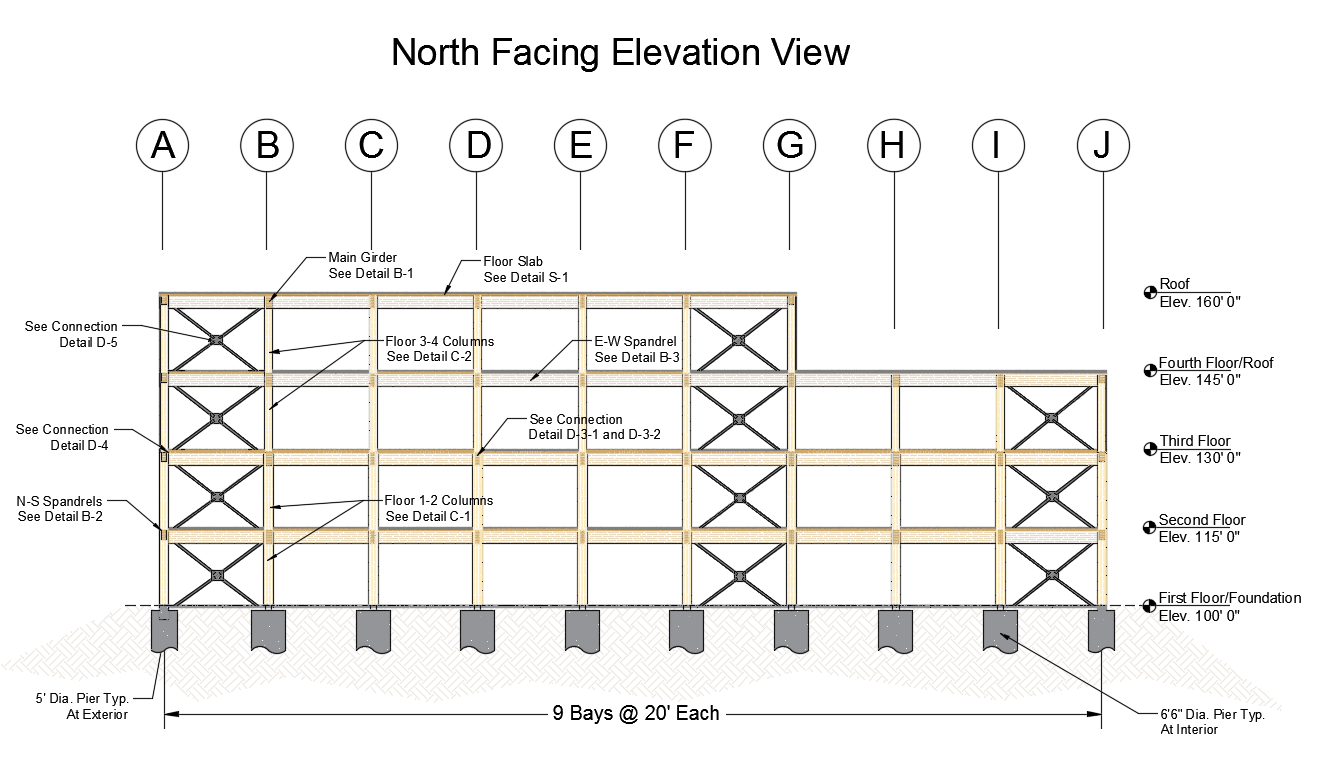 North Facing Elevation View
A B C D E F G H I J
Main Girder
See Detail B-1
Floor Slab
See Detail S-1
Roof
Elev. 160' 0"
See Connection
Detail D-5
Floor 3-4 Columns
See Detail C-2
E-W Spandrel
See Detail B-3
Fourth Floor/Roof
Elev. 145' 0"
See Connection
Detail D-4
See Connection
Detail D-3-1 and D-3-2
Third Floor
Elev. 130' 0"
N-S Spandrels
See Detail B-2
Floor 1-2 Columns
See Detail C-1
Second Floor
Elev. 115' 0"
First Floor/Foundation
Elev. 100' 0"
5' Dia. Pier Typ.
At Exterior
9 Bays @ 20' Each
6'6" Dia. Pier Typ.
At Interior